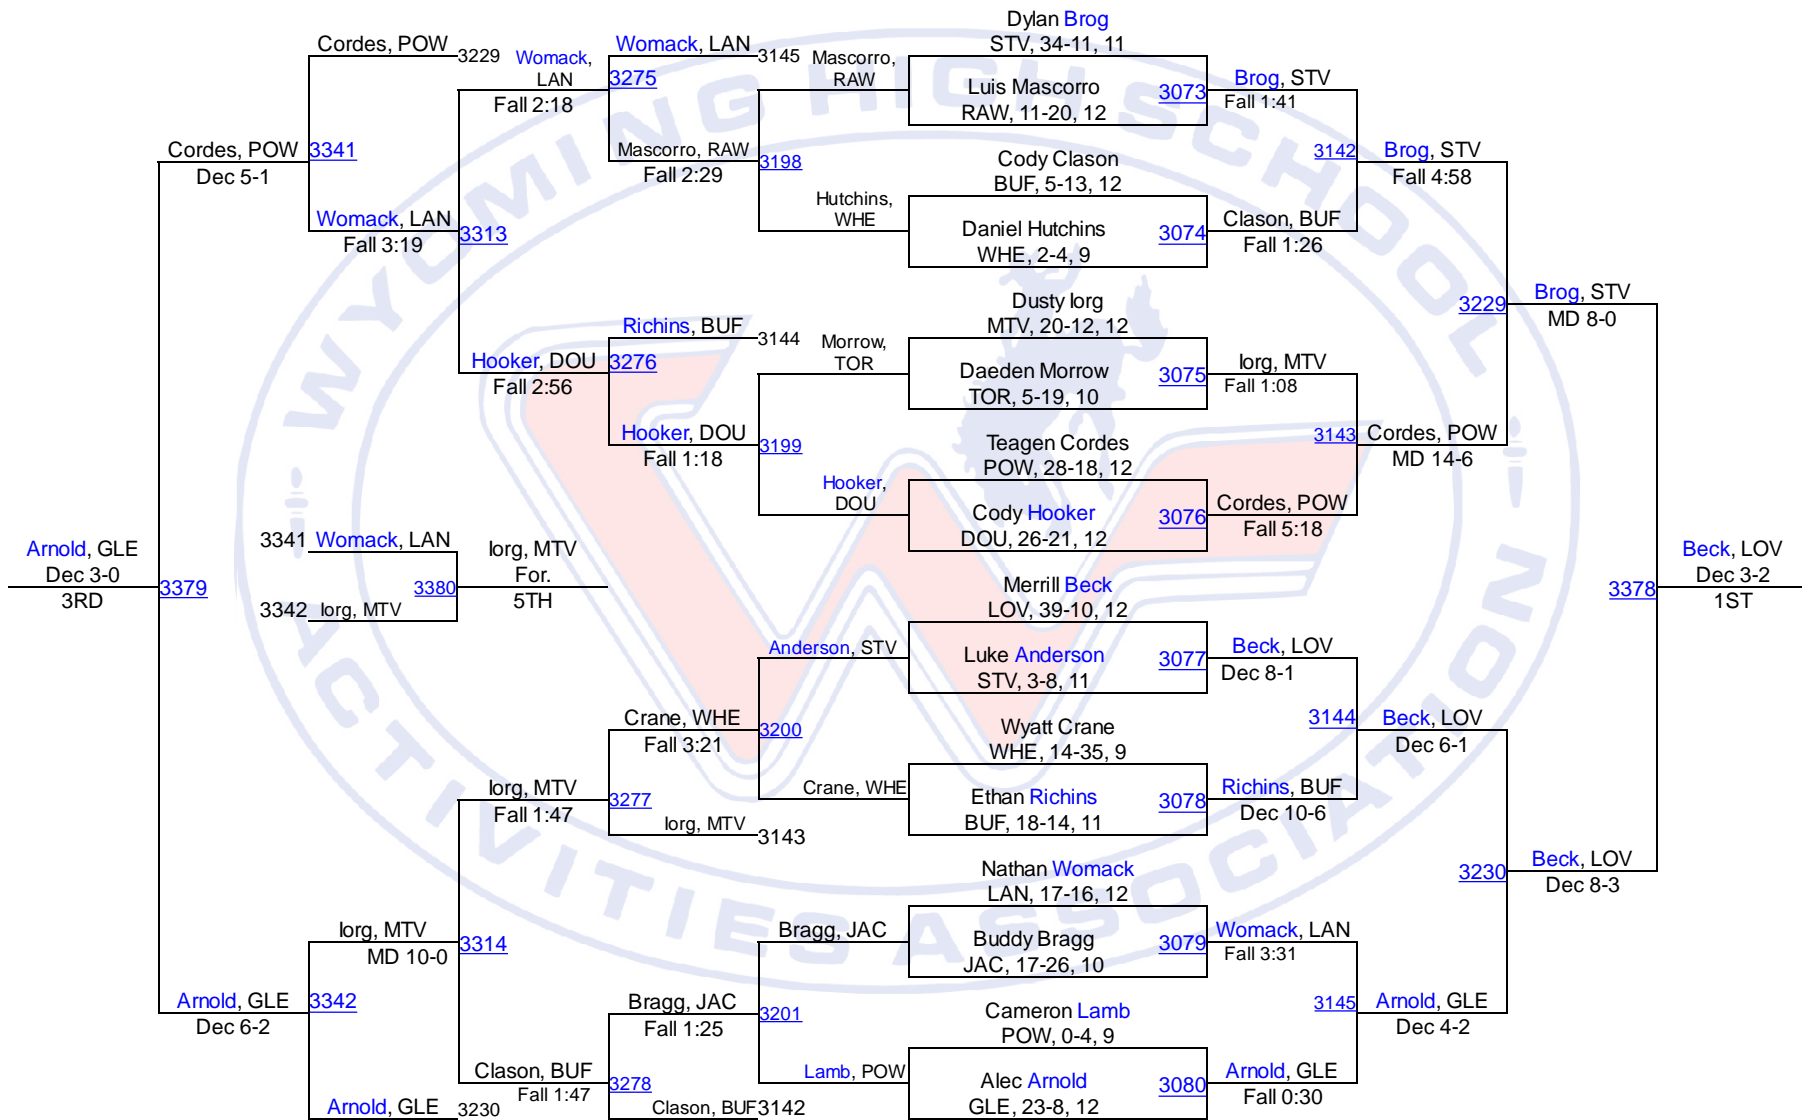 Dylan Brog
STV, 34-11, 11
Luis Mascorro
RAW, 11-20, 12
3073
Cody Clason
BUF, 5-13, 12
Daniel Hutchins
WHE, 2-4, 9
3074
Dusty Iorg
MTV, 20-12, 12
Daeden Morrow
TOR, 5-19, 10
3075
Teagen Cordes
POW, 28-18, 12
Cody Hooker
DOU, 26-21, 12
3076
Merrill Beck
LOV, 39-10, 12
Luke Anderson
STV, 3-8, 11
3077
Wyatt Crane
WHE, 14-35, 9
Ethan Richins
BUF, 18-14, 11
3078
Nathan Womack
LAN, 17-16, 12
Buddy Bragg
JAC, 17-26, 10
3079
Cameron Lamb
POW, 0-4, 9
Alec Arnold
GLE, 23-8, 12
3080
Brog, STV
Fall 1:41
3142
Clason, BUF
Fall 1:26
Iorg, MTV
Fall 1:08
3143
Cordes, POW
Fall 5:18
Beck, LOV
Dec 8-1
3144
Richins, BUF
Dec 10-6
Womack, LAN
Fall 3:31
3145
Arnold, GLE
Fall 0:30
Brog, STV
Fall 4:58
3229
Cordes, POW
MD 14-6
Beck, LOV
Dec 6-1
3230
Arnold, GLE
Dec 4-2
Brog, STV
MD 8-0
3378
Beck, LOV
Dec 8-3
Beck, LOV
Dec 3-2
1ST
Mascorro,
RAW
3198
Hutchins,
WHE
Morrow,
TOR
3199
Hooker,
DOU
Anderson, STV
3200
Crane, WHE
Bragg, JAC
3201
Lamb, POW
Womack, LAN
3145
3275
Mascorro, RAW
Fall 2:29
Richins, BUF
3144
3276
Hooker, DOU
Fall 1:18
Crane, WHE
Fall 3:21
3277
Iorg, MTV
3143
Bragg, JAC
Fall 1:25
3278
Clason, BUF
3142
Womack,
LAN
Fall 2:18
3313
Hooker, DOU
Fall 2:56
Iorg, MTV
Fall 1:47
3314
Clason, BUF
Fall 1:47
Cordes, POW
3229
3341
Womack, LAN
Fall 3:19
Iorg, MTV
MD 10-0
3342
Arnold, GLE
3230
Cordes, POW
Dec 5-1
3379
Arnold, GLE
Dec 6-2
Arnold, GLE
Dec 3-0
3RD
3341
Womack, LAN
3380
3342
Iorg, MTV
Iorg, MTV
For.
5TH
WYOMING HIGH SCHOOL
ACTIVITIES ASSOCIATION